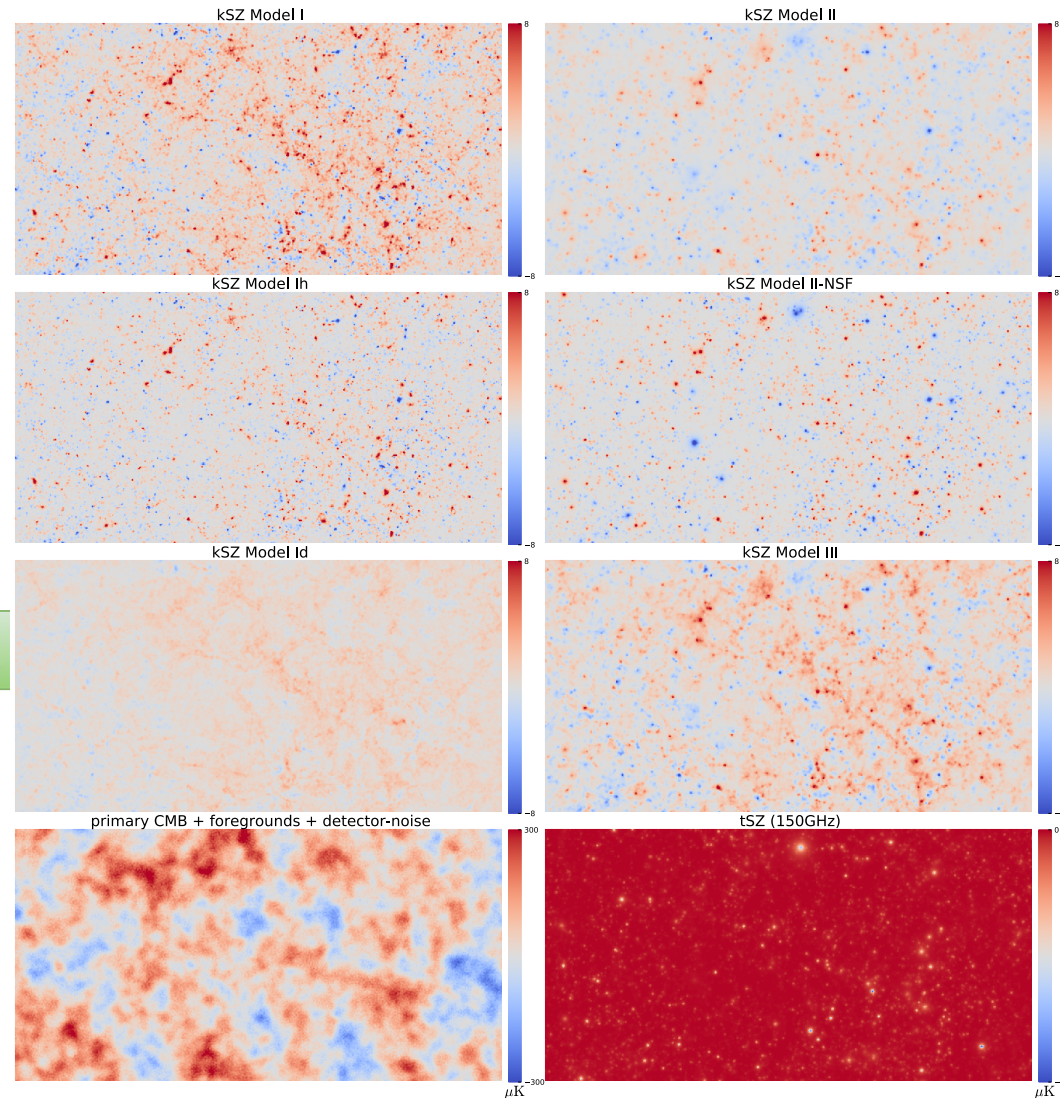 kSZ Model I
kSZ Model II
8
8
−8
−
kSZ Model Ih
kSZ Model II-NSF
8
8
−8
−
kSZ Model Id
kSZ Model III
8
8
−8
−
primary CMB + foregrounds + detector-noise
tSZ (150GHz)
300
0
−300
−
μK
μK